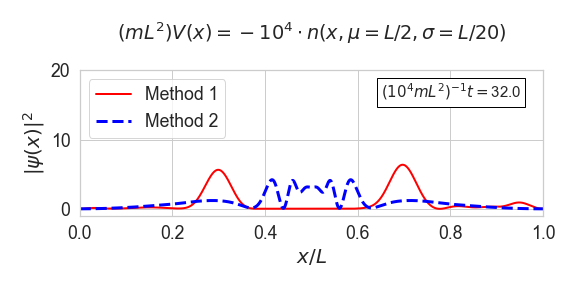 (mL²)V(x) = − 10⁴ · n(x, μ = L/2, σ = L/20)
20
10
0
|ψ(x)|²
Method 1
Method 2
(10⁴mL²)⁻¹t = 32.0
0.0 0.2 0.4 0.6 0.8 1.0
x/L